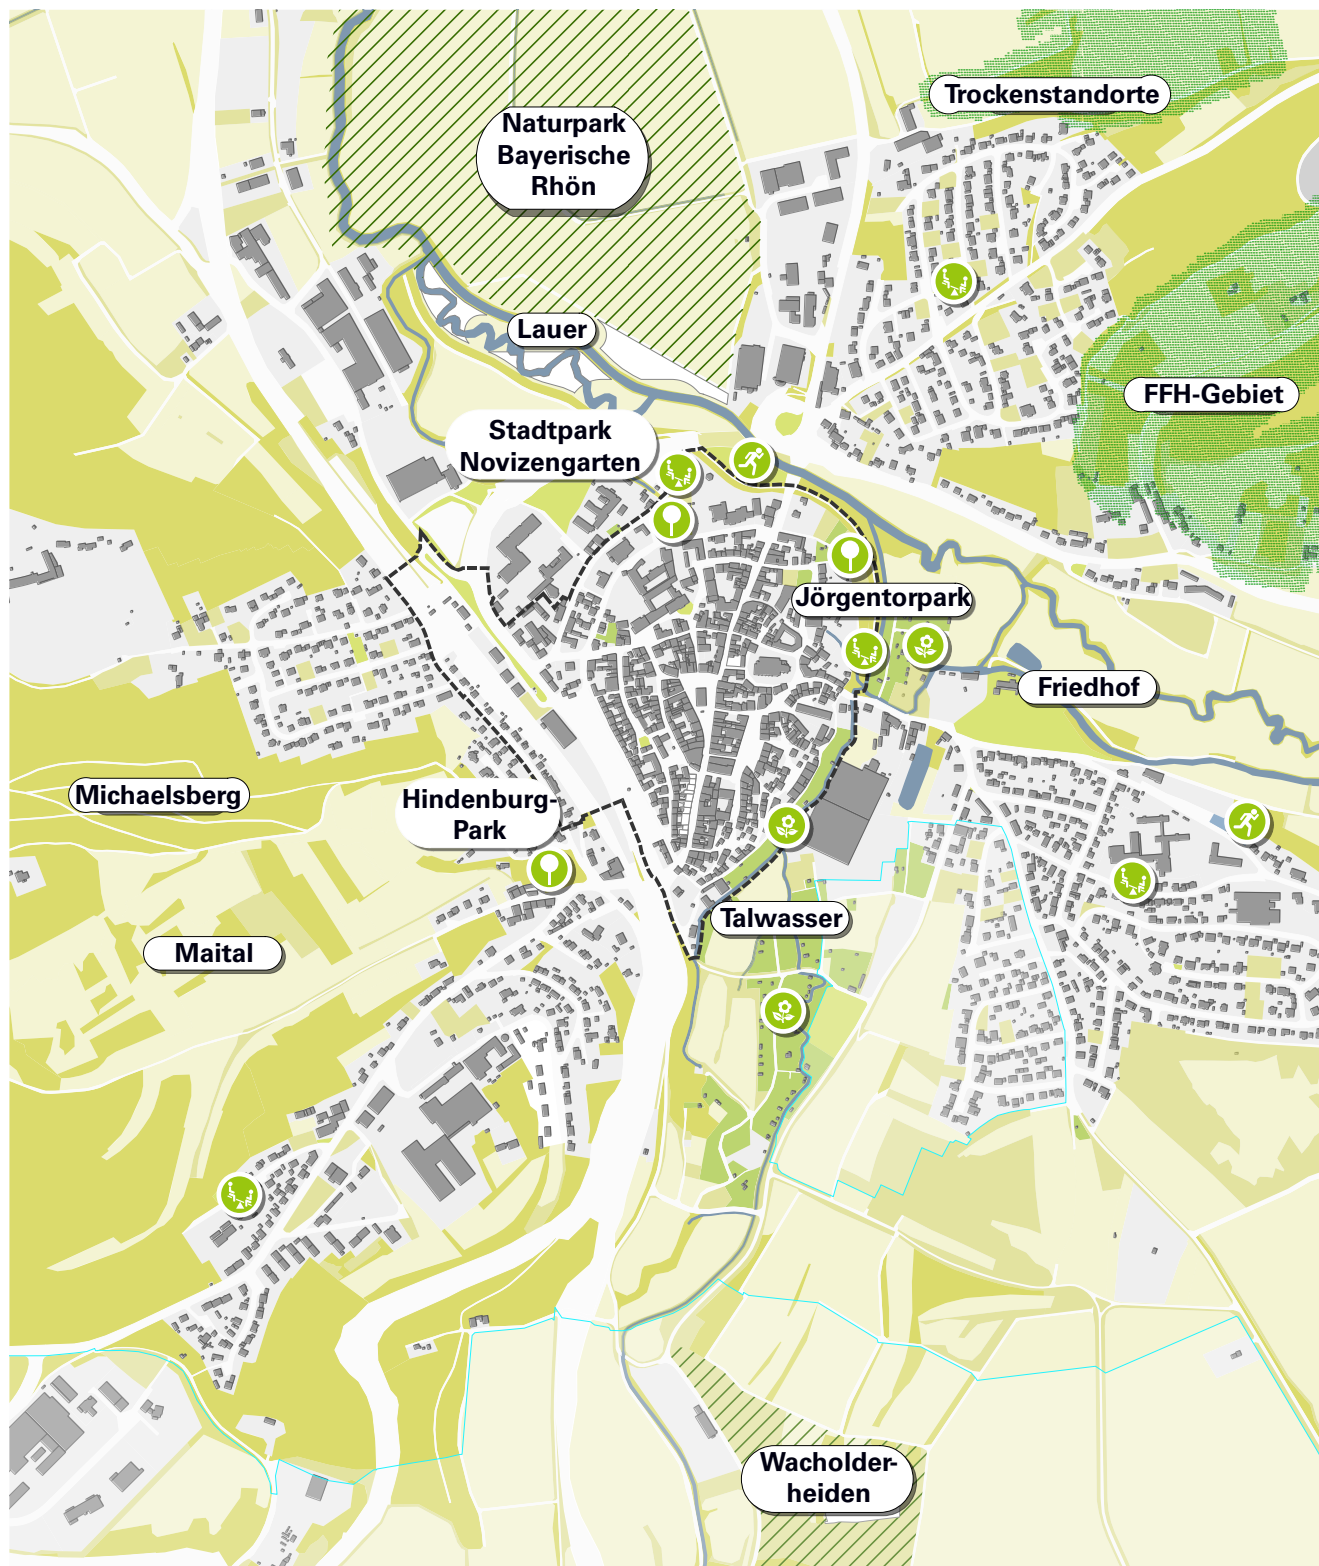 Trockenstandorte
Naturpark
Bayerische
Rhön
Lauer
FFH-Gebiet
Stadtpark
Novizengarten
Jörgentorpark
Friedhof
Michaelsberg
Hindenburg-
Park
Talwasser
Maital
Wacholder-
heiden